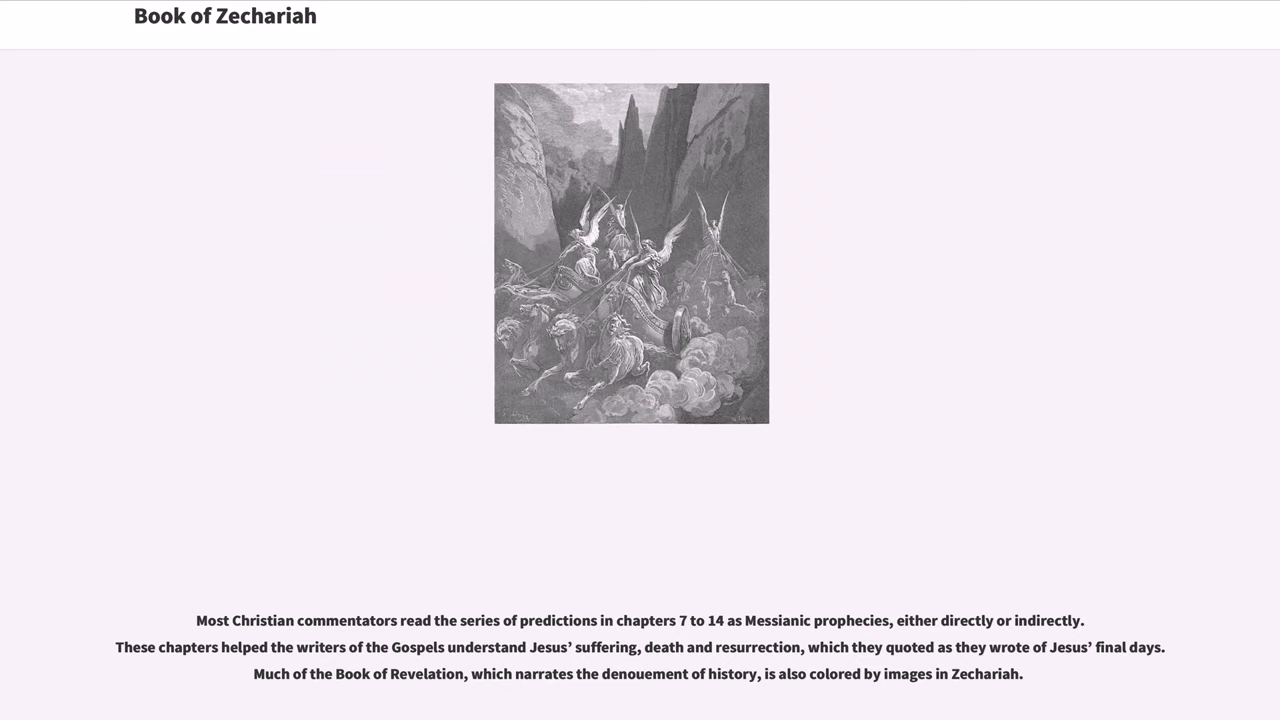 Book of Zechariah
Most Christian commentators read the series of predictions in chapters 7 to 14 as Messianic prophecies, either directly or indirectly.
These chapters helped the writers of the Gospels understand Jesus’ suffering, death and resurrection, which they quoted as they wrote of Jesus’ final days.
Much of the Book of Revelation, which narrates the denouement of history, is also colored by images in Zechariah.